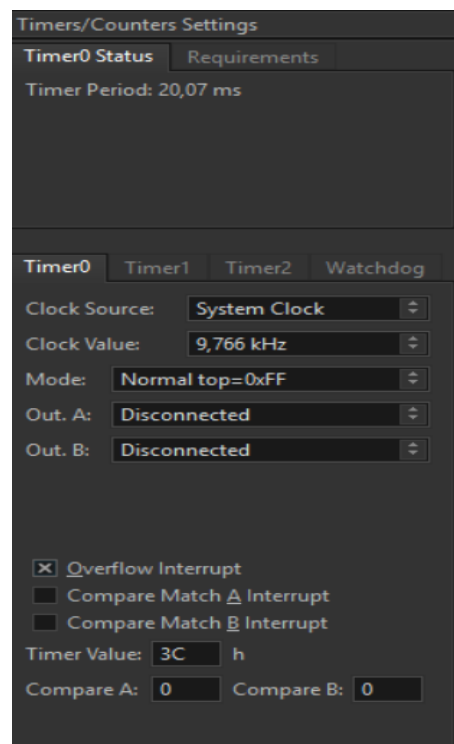 Timers/Counters Settings
Timer0 Status Requirements
Timer Period: 20,07 ms
Timer0 Timer1 Timer2 Watchdog
Clock Source: System Clock
Clock Value: 9,766 kHz
Mode: Normal top=0xFF
Out. A: Disconnected
Out. B: Disconnected
Overflow Interrupt
Compare Match A Interrupt
Compare Match B Interrupt
Timer Value: 3C h
Compare A: 0 Compare B: 0